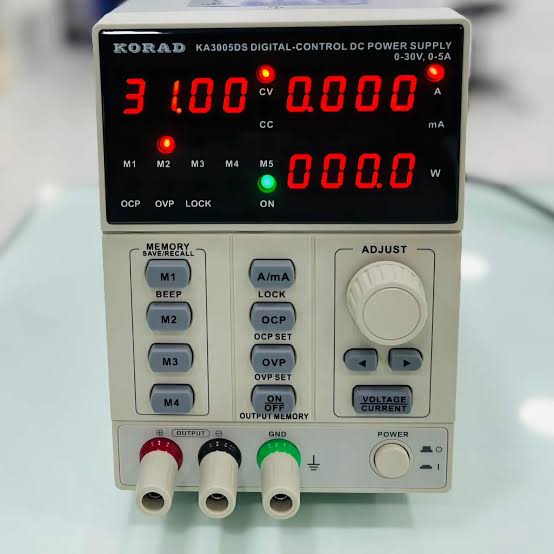 KORAD KA3005DS DIGITAL-CONTROL DC POWER SUPPLY
0-30V, 0-5A
31.00 CV 0.000 A
CC mA
M1 M2 M3 M4 M5 000.0 W
OCP OVP LOCK ON
MEMORY
SAVE/RECALL
M1
BEEP
M2
M3
M4
A/mA
LOCK
OCP
OCP SET
OVP
OVP SET
ON
OFF
OUTPUT MEMORY
ADJUST
VOLTAGE
CURRENT
OUTPUT
GND
POWER
O
I